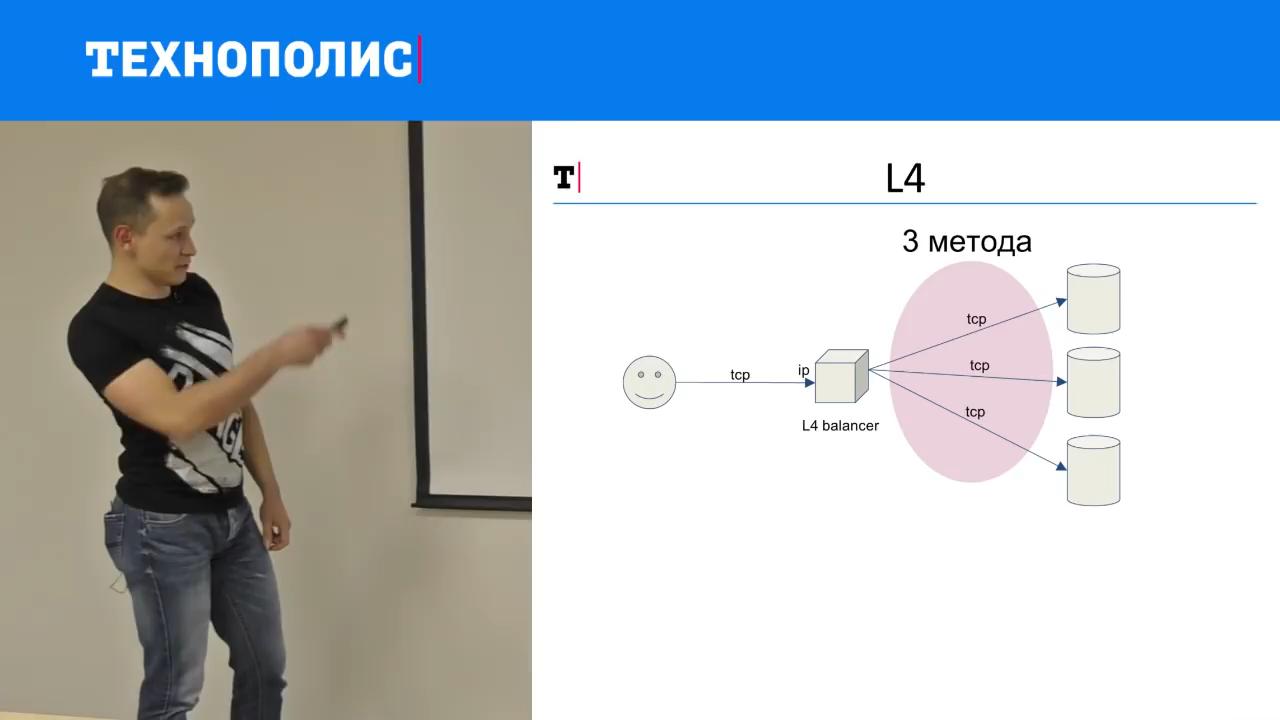 ТЕХНОПОЛИС
Т
L4
3 метода
tcp
tcp
ip
tcp
tcp
L4 balancer